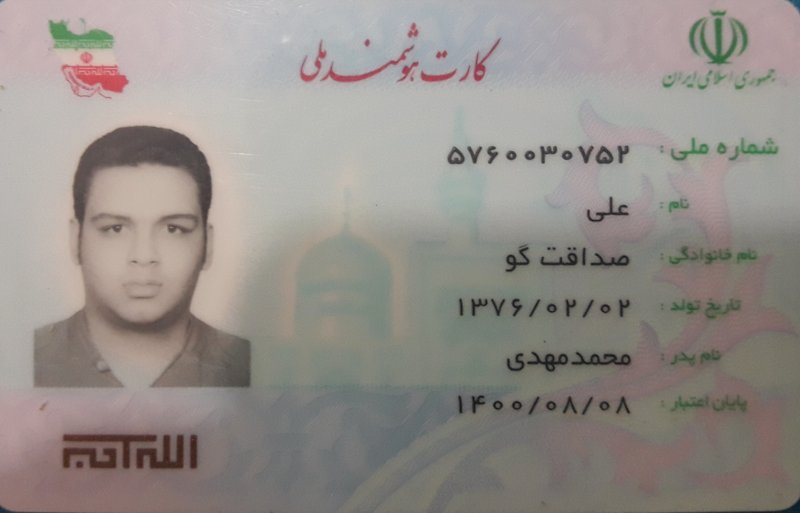 کارت هوشمند ملی
جمهوری اسلامی ایران
شماره ملی : ۵۷۶۰۰۳۰۷۵۲
نام : علی
نام خانوادگی : صداقت گو
تاریخ تولد : ۱۳۷۶/۰۲/۰۲
نام پدر : محمدمهدی
پایان اعتبار : ۱۴۰۰/۰۸/۰۸
الله اکبر